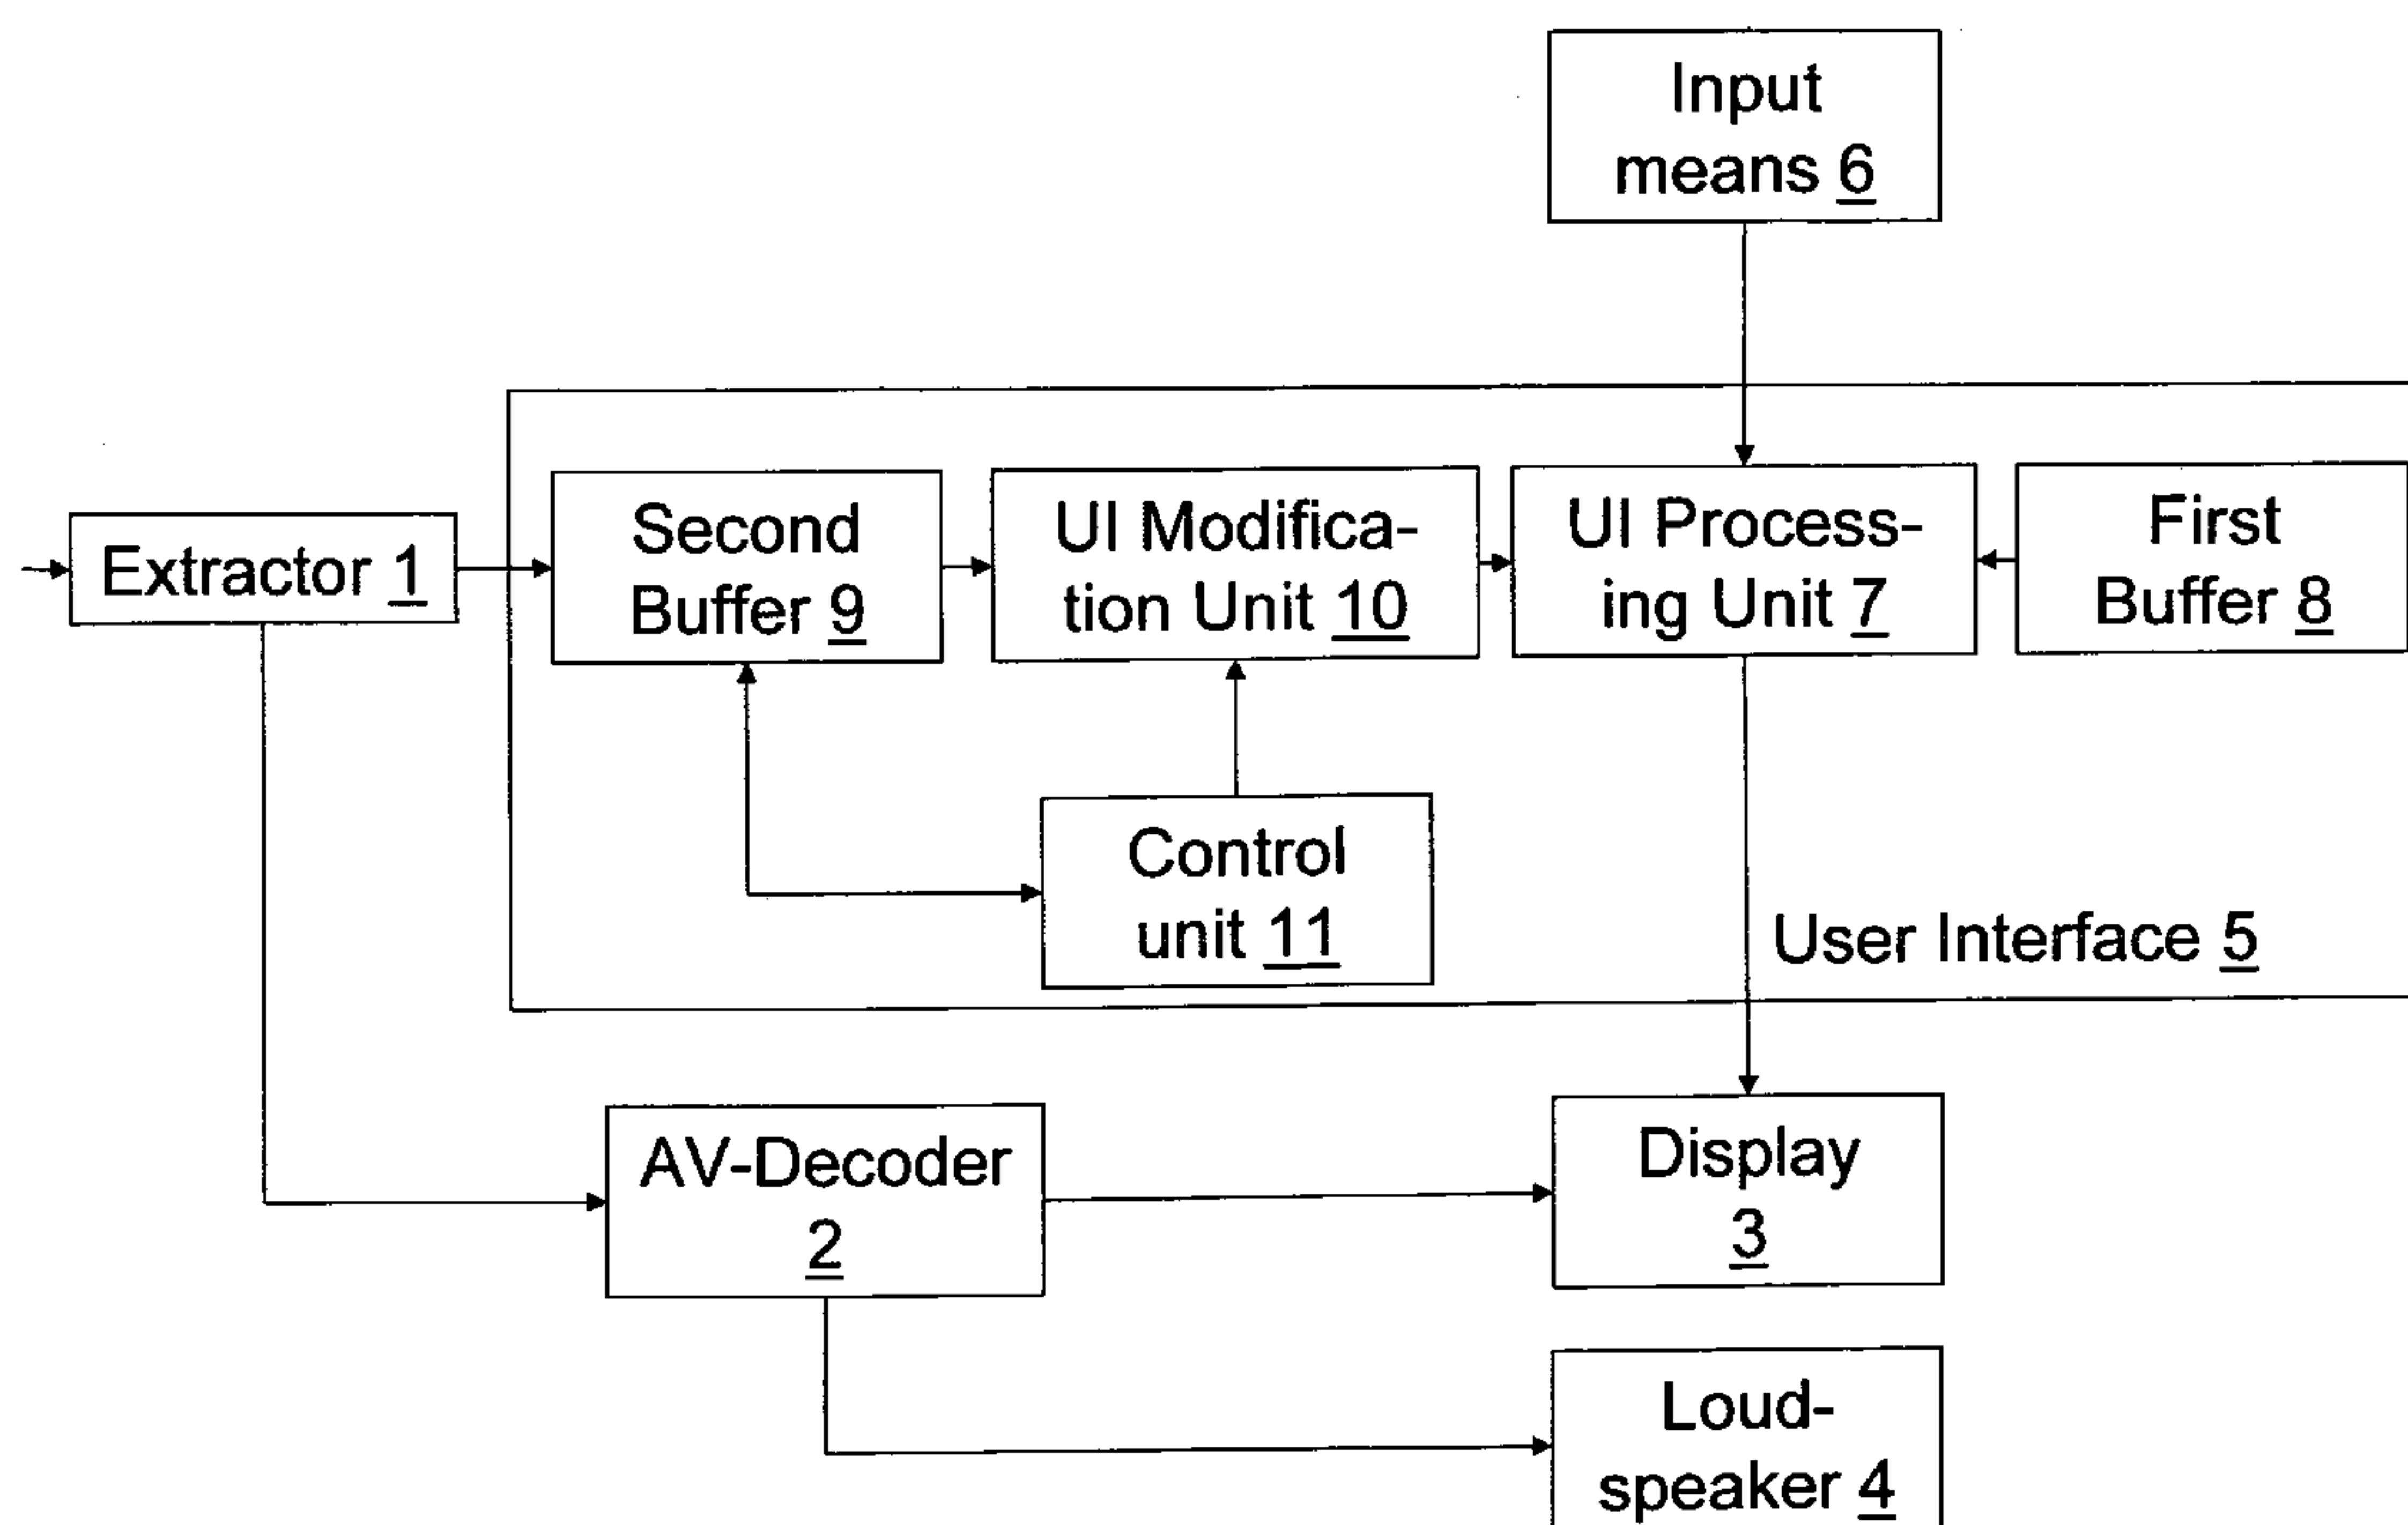 Input
means 6
Extractor 1
Second
Buffer 9
UI Modifica-
tion Unit 10
UI Process-
ing Unit 7
First
Buffer 8
Control
unit 11
User Interface 5
AV-Decoder
2
Display
3
Loud-
speaker 4